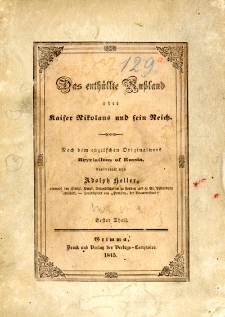 129
Das enthüllte Rußland
oder
Kaiser Nikolaus und sein Reich.
Nach dem englischen Originalwerk
Revelations of Russia,
bearbeitet von
Adolph Heller,
Erster Theil.
Grimma,
Druck und Verlag des Verlags-Comptoirs.
1845.